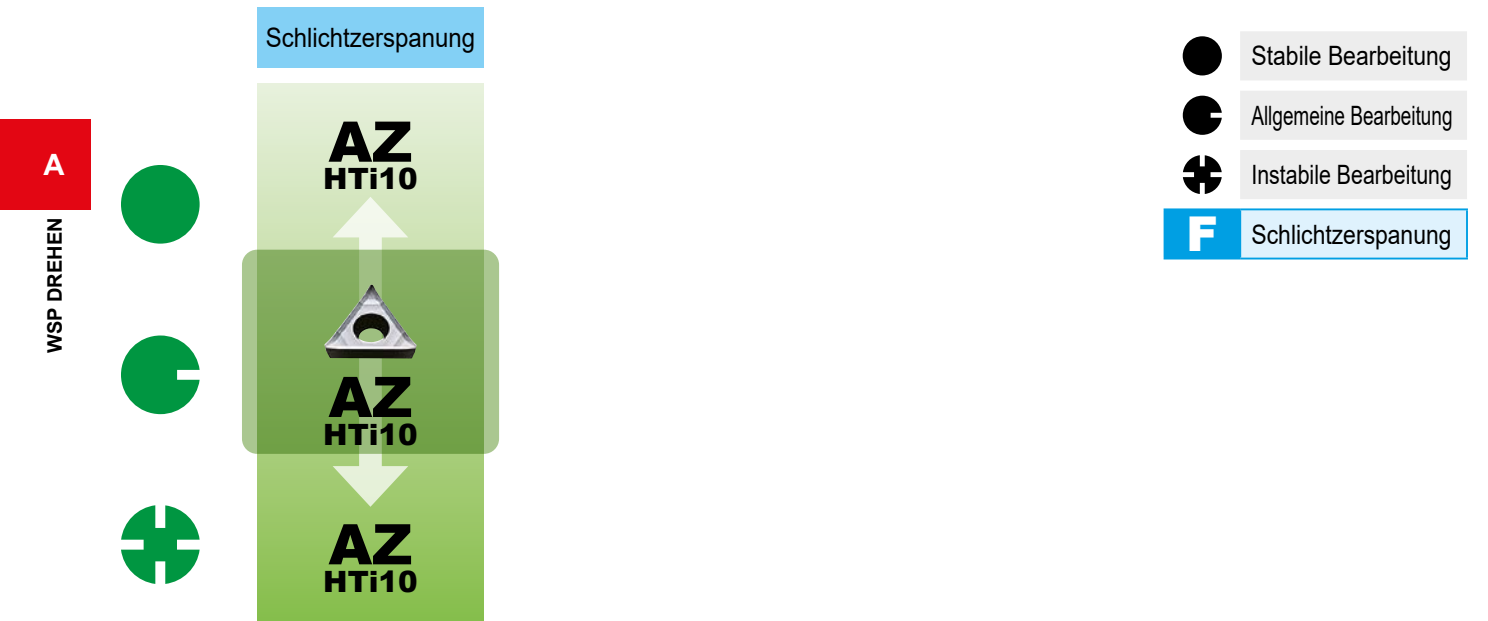 Schlichtzerspanung
A
WSP DREHEN
AZ
HTi10
AZ
HTi10
AZ
HTi10
Stabile Bearbeitung
Allgemeine Bearbeitung
Instabile Bearbeitung
F Schlichtzerspanung